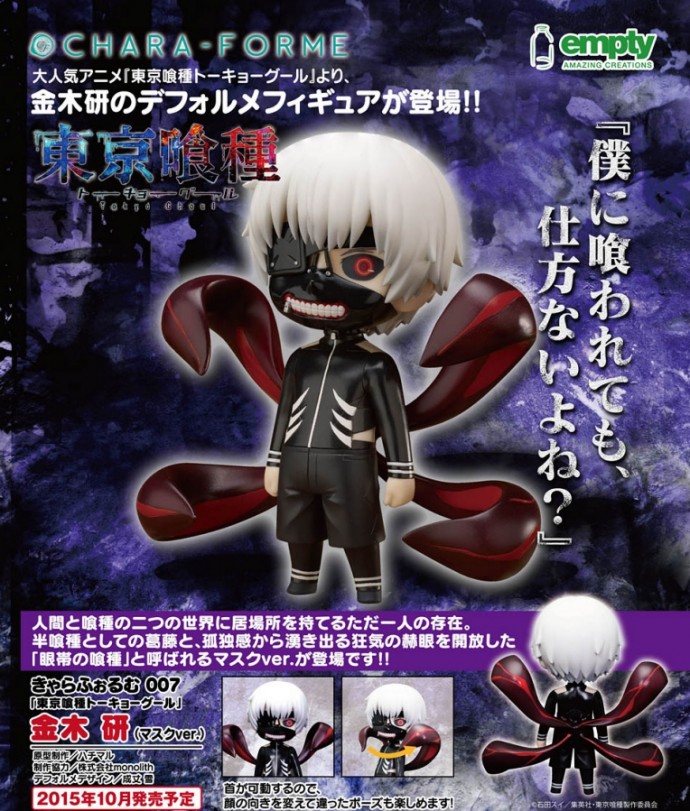 CHARA-FORME
empty
AMAZING CREATIONS
大人気アニメ『東京喰種トーキョーグール』より、
金木研のデフォルメフィギュアが登場!!
東京喰種
トーキョーグール
Tokyo Ghoul
『僕に喰われても、
仕方ないよね?』
人間と喰種の二つの世界に居場所を持てるただ一人の存在。
半喰種としての葛藤と、孤独感から湧き出る狂気の赫眼を開放した
「眼帯の喰種」と呼ばれるマスクver.が登場です!!
きゃらふぉるむ 007
「東京喰種トーキョーグール」
金木 研 (マスクver.)
原型制作/ハチマル
制作協力/株式会社monolith
デフォルメデザイン/成文 雷
2015年10月発売予定
首が可動するので、
顔の向きを変えて違ったポーズも楽しめます!
©石田スイ/集英社・東京喰種製作委員会